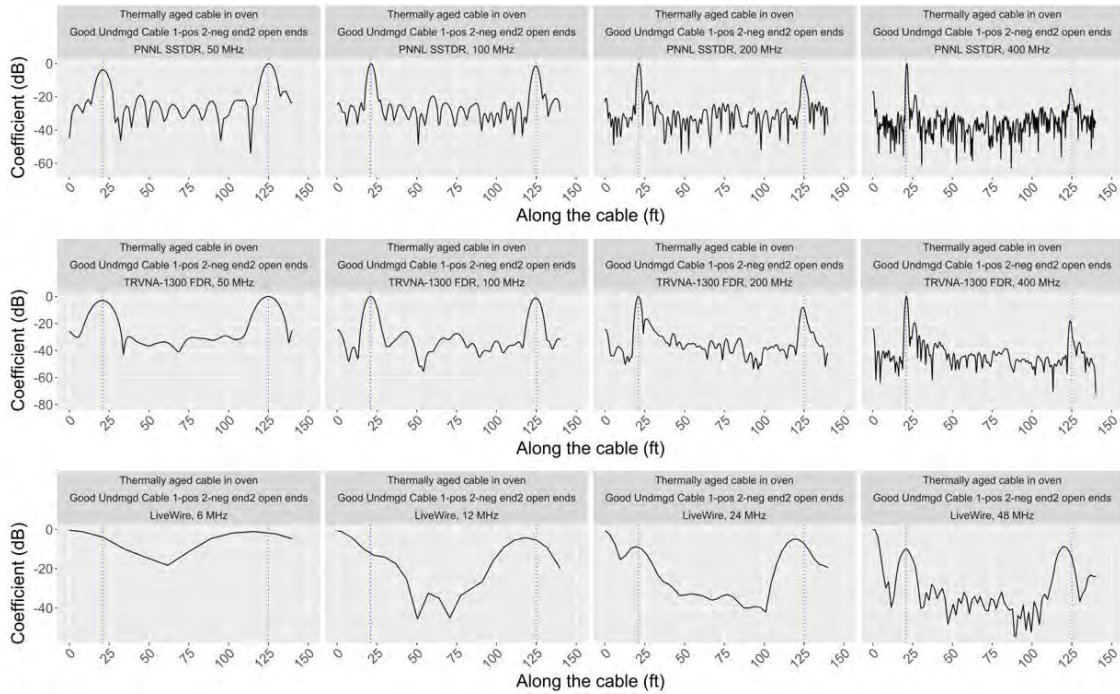 Thermally aged cable in oven
Good Undmgd Cable 1-pos 2-neg end2 open ends
PNNL SSTDR, 50 MHz
Thermally aged cable in oven
Good Undmgd Cable 1-pos 2-neg end2 open ends
PNNL SSTDR, 100 MHz
Thermally aged cable in oven
Good Undmgd Cable 1-pos 2-neg end2 open ends
PNNL SSTDR, 200 MHz
Thermally aged cable in oven
Good Undmgd Cable 1-pos 2-neg end2 open ends
PNNL SSTDR, 400 MHz
Coefficient (dB)
0
-20
-40
-60
0 25 50 75 100 125 150
0 25 50 75 100 125 150
0 25 50 75 100 125 150
0 25 50 75 100 125 150
Along the cable (ft)
Thermally aged cable in oven
Good Undmgd Cable 1-pos 2-neg end2 open ends
TRVNA-1300 FDR, 50 MHz
Thermally aged cable in oven
Good Undmgd Cable 1-pos 2-neg end2 open ends
TRVNA-1300 FDR, 100 MHz
Thermally aged cable in oven
Good Undmgd Cable 1-pos 2-neg end2 open ends
TRVNA-1300 FDR, 200 MHz
Thermally aged cable in oven
Good Undmgd Cable 1-pos 2-neg end2 open ends
TRVNA-1300 FDR, 400 MHz
Coefficient (dB)
0
-20
-40
-60
-80
0 25 50 75 100 125 150
0 25 50 75 100 125 150
0 25 50 75 100 125 150
0 25 50 75 100 125 150
Along the cable (ft)
Thermally aged cable in oven
Good Undmgd Cable 1-pos 2-neg end2 open ends
LiveWire, 6 MHz
Thermally aged cable in oven
Good Undmgd Cable 1-pos 2-neg end2 open ends
LiveWire, 12 MHz
Thermally aged cable in oven
Good Undmgd Cable 1-pos 2-neg end2 open ends
LiveWire, 24 MHz
Thermally aged cable in oven
Good Undmgd Cable 1-pos 2-neg end2 open ends
LiveWire, 48 MHz
Coefficient (dB)
0
-20
-40
0 25 50 75 100 125 150
0 25 50 75 100 125 150
0 25 50 75 100 125 150
0 25 50 75 100 125 150
Along the cable (ft)